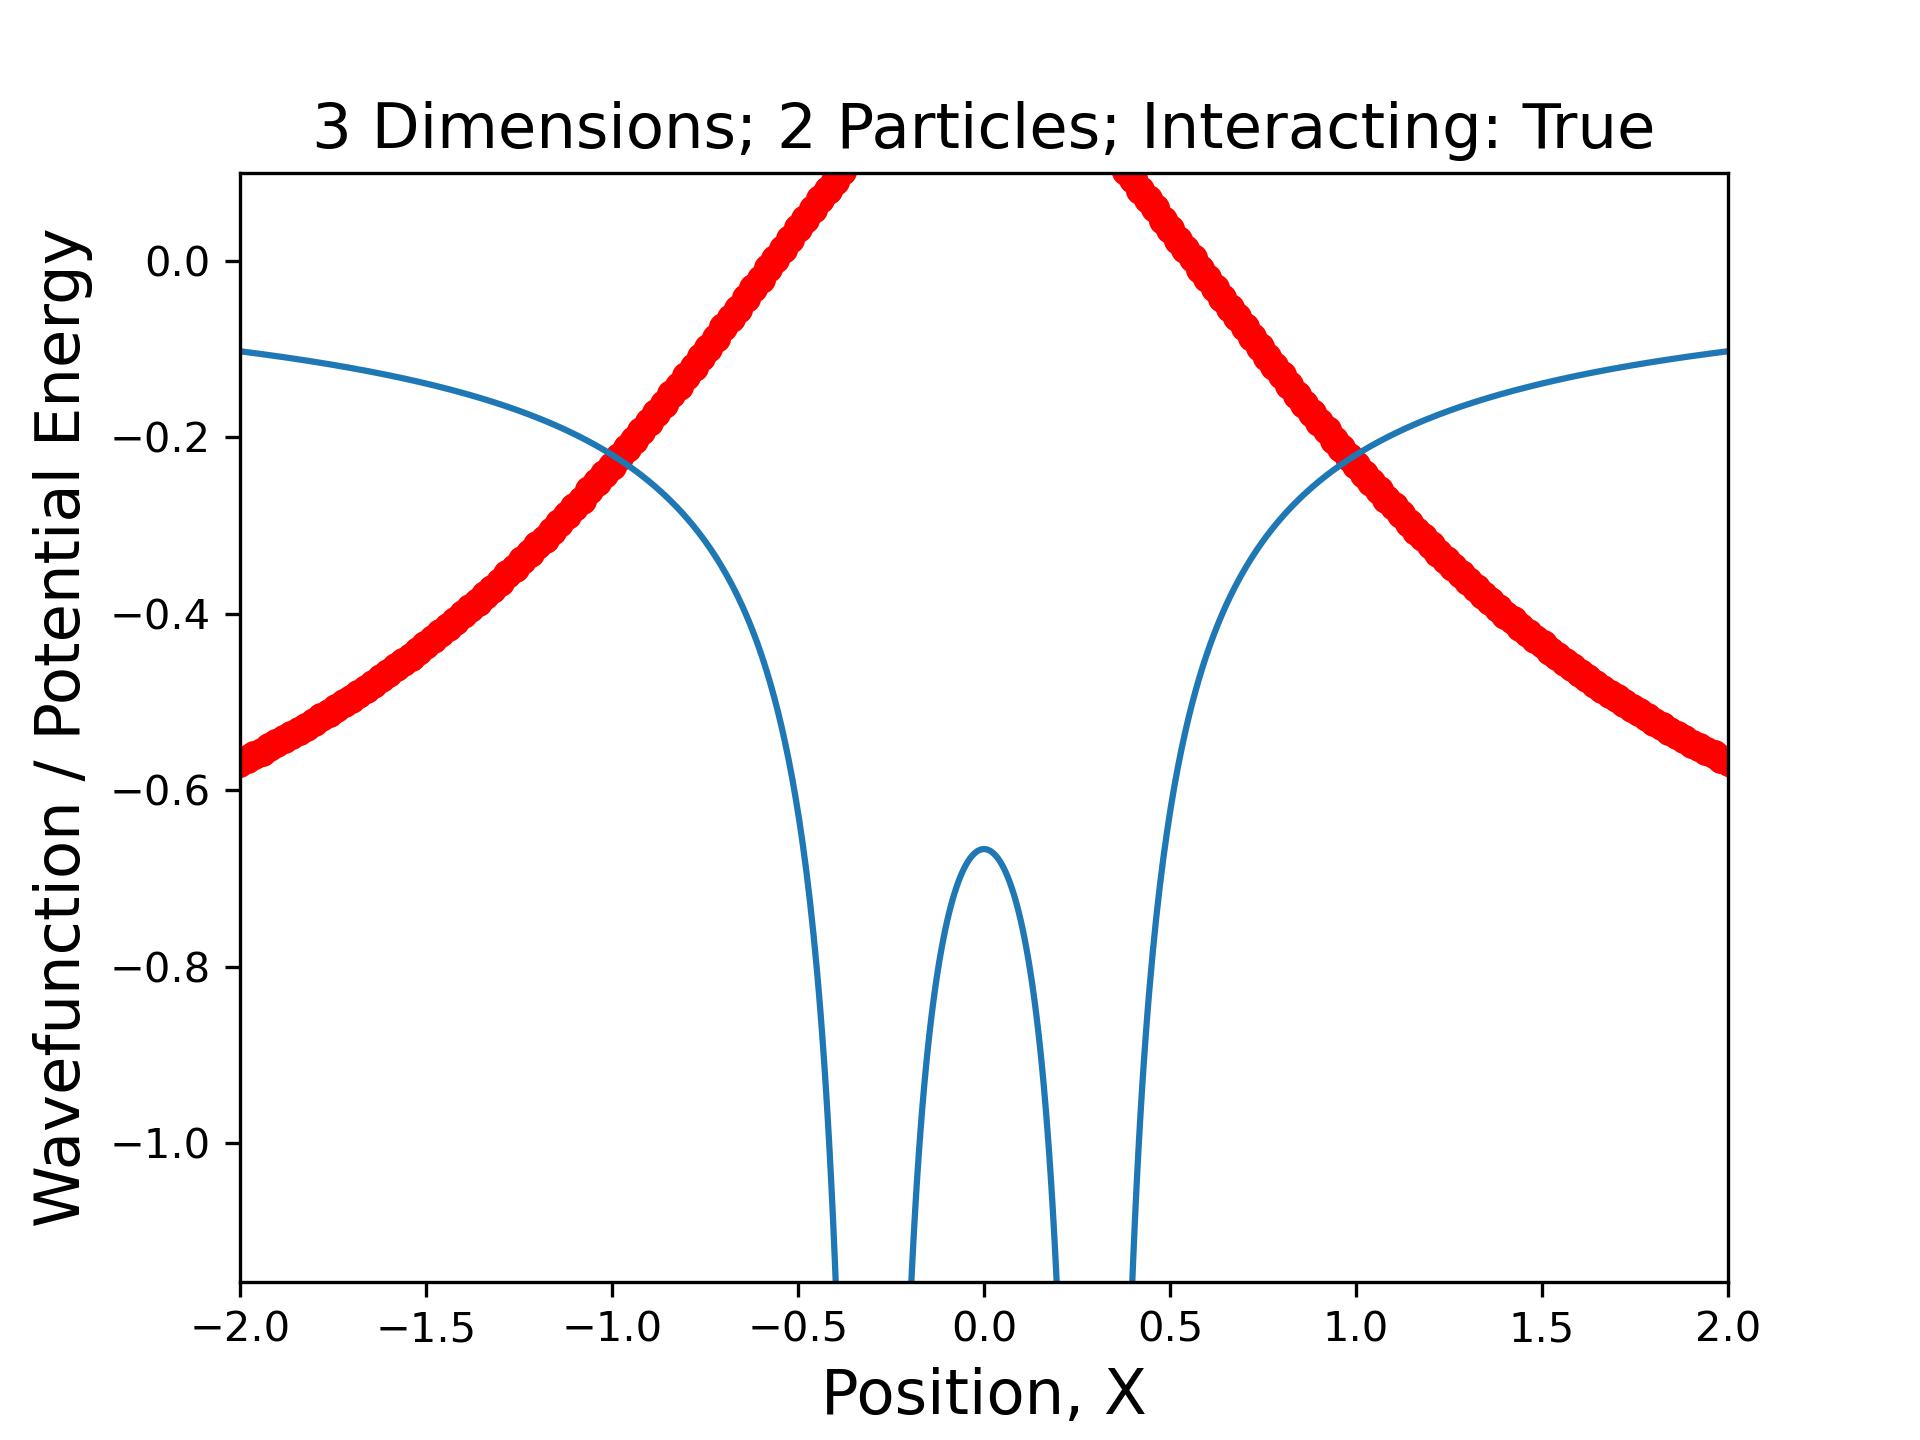 3 Dimensions; 2 Particles; Interacting: True
Wavefunction / Potential Energy
0.0
−0.2
−0.4
−0.6
−0.8
−1.0
−2.0 −1.5 −1.0 −0.5 0.0 0.5 1.0 1.5 2.0
Position, X